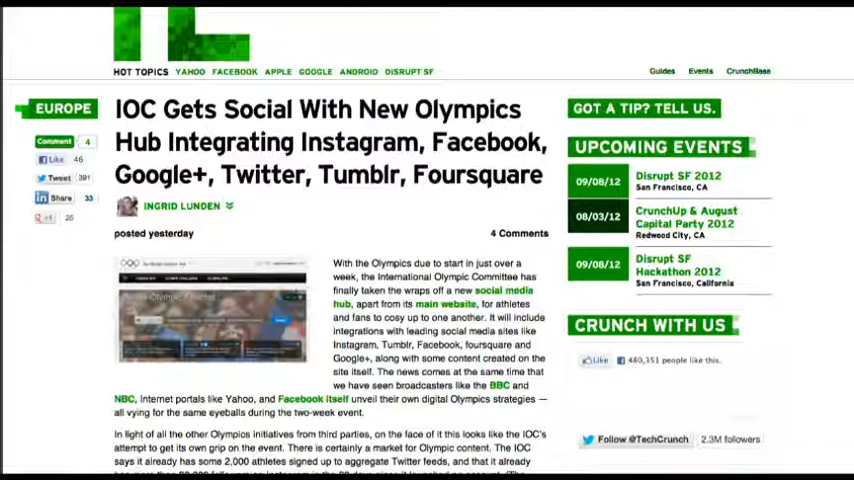 HOT TOPICS YAHOO FACEBOOK APPLE GOOGLE ANDROID DISRUPT SF
Guides Events CrunchBase
EUROPE
Comment 4
Like 46
Tweet 391
Share 33
+1 25
IOC Gets Social With New Olympics
Hub Integrating Instagram, Facebook,
Google+, Twitter, Tumblr, Foursquare
INGRID LUNDEN
posted yesterday
4 Comments
With the Olympics due to start in just over a
week, the International Olympic Committee has
finally taken the wraps off a new social media
hub, apart from its main website, for athletes
and fans to cosy up to one another. It will include
integrations with leading social media sites like
Instagram, Tumblr, Facebook, foursquare and
Google+, along with some content created on the
site itself. The news comes at the same time that
we have seen broadcasters like the BBC and
NBC, Internet portals like Yahoo, and Facebook itself unveil their own digital Olympics strategies —
all vying for the same eyeballs during the two-week event.
In light of all the other Olympics initiatives from third parties, on the face of it this looks like the IOC's
attempt to get its own grip on the event. There is certainly a market for Olympic content. The IOC
says it already has some 2,000 athletes signed up to aggregate Twitter feeds, and that it already
GOT A TIP? TELL US.
UPCOMING EVENTS
09/08/12 Disrupt SF 2012
San Francisco, CA
08/03/12 CrunchUp & August
Capital Party 2012
Redwood City, CA
09/08/12 Disrupt SF
Hackathon 2012
San Francisco, California
CRUNCH WITH US
Like 480,351 people like this.
Follow @TechCrunch 2.3M followers